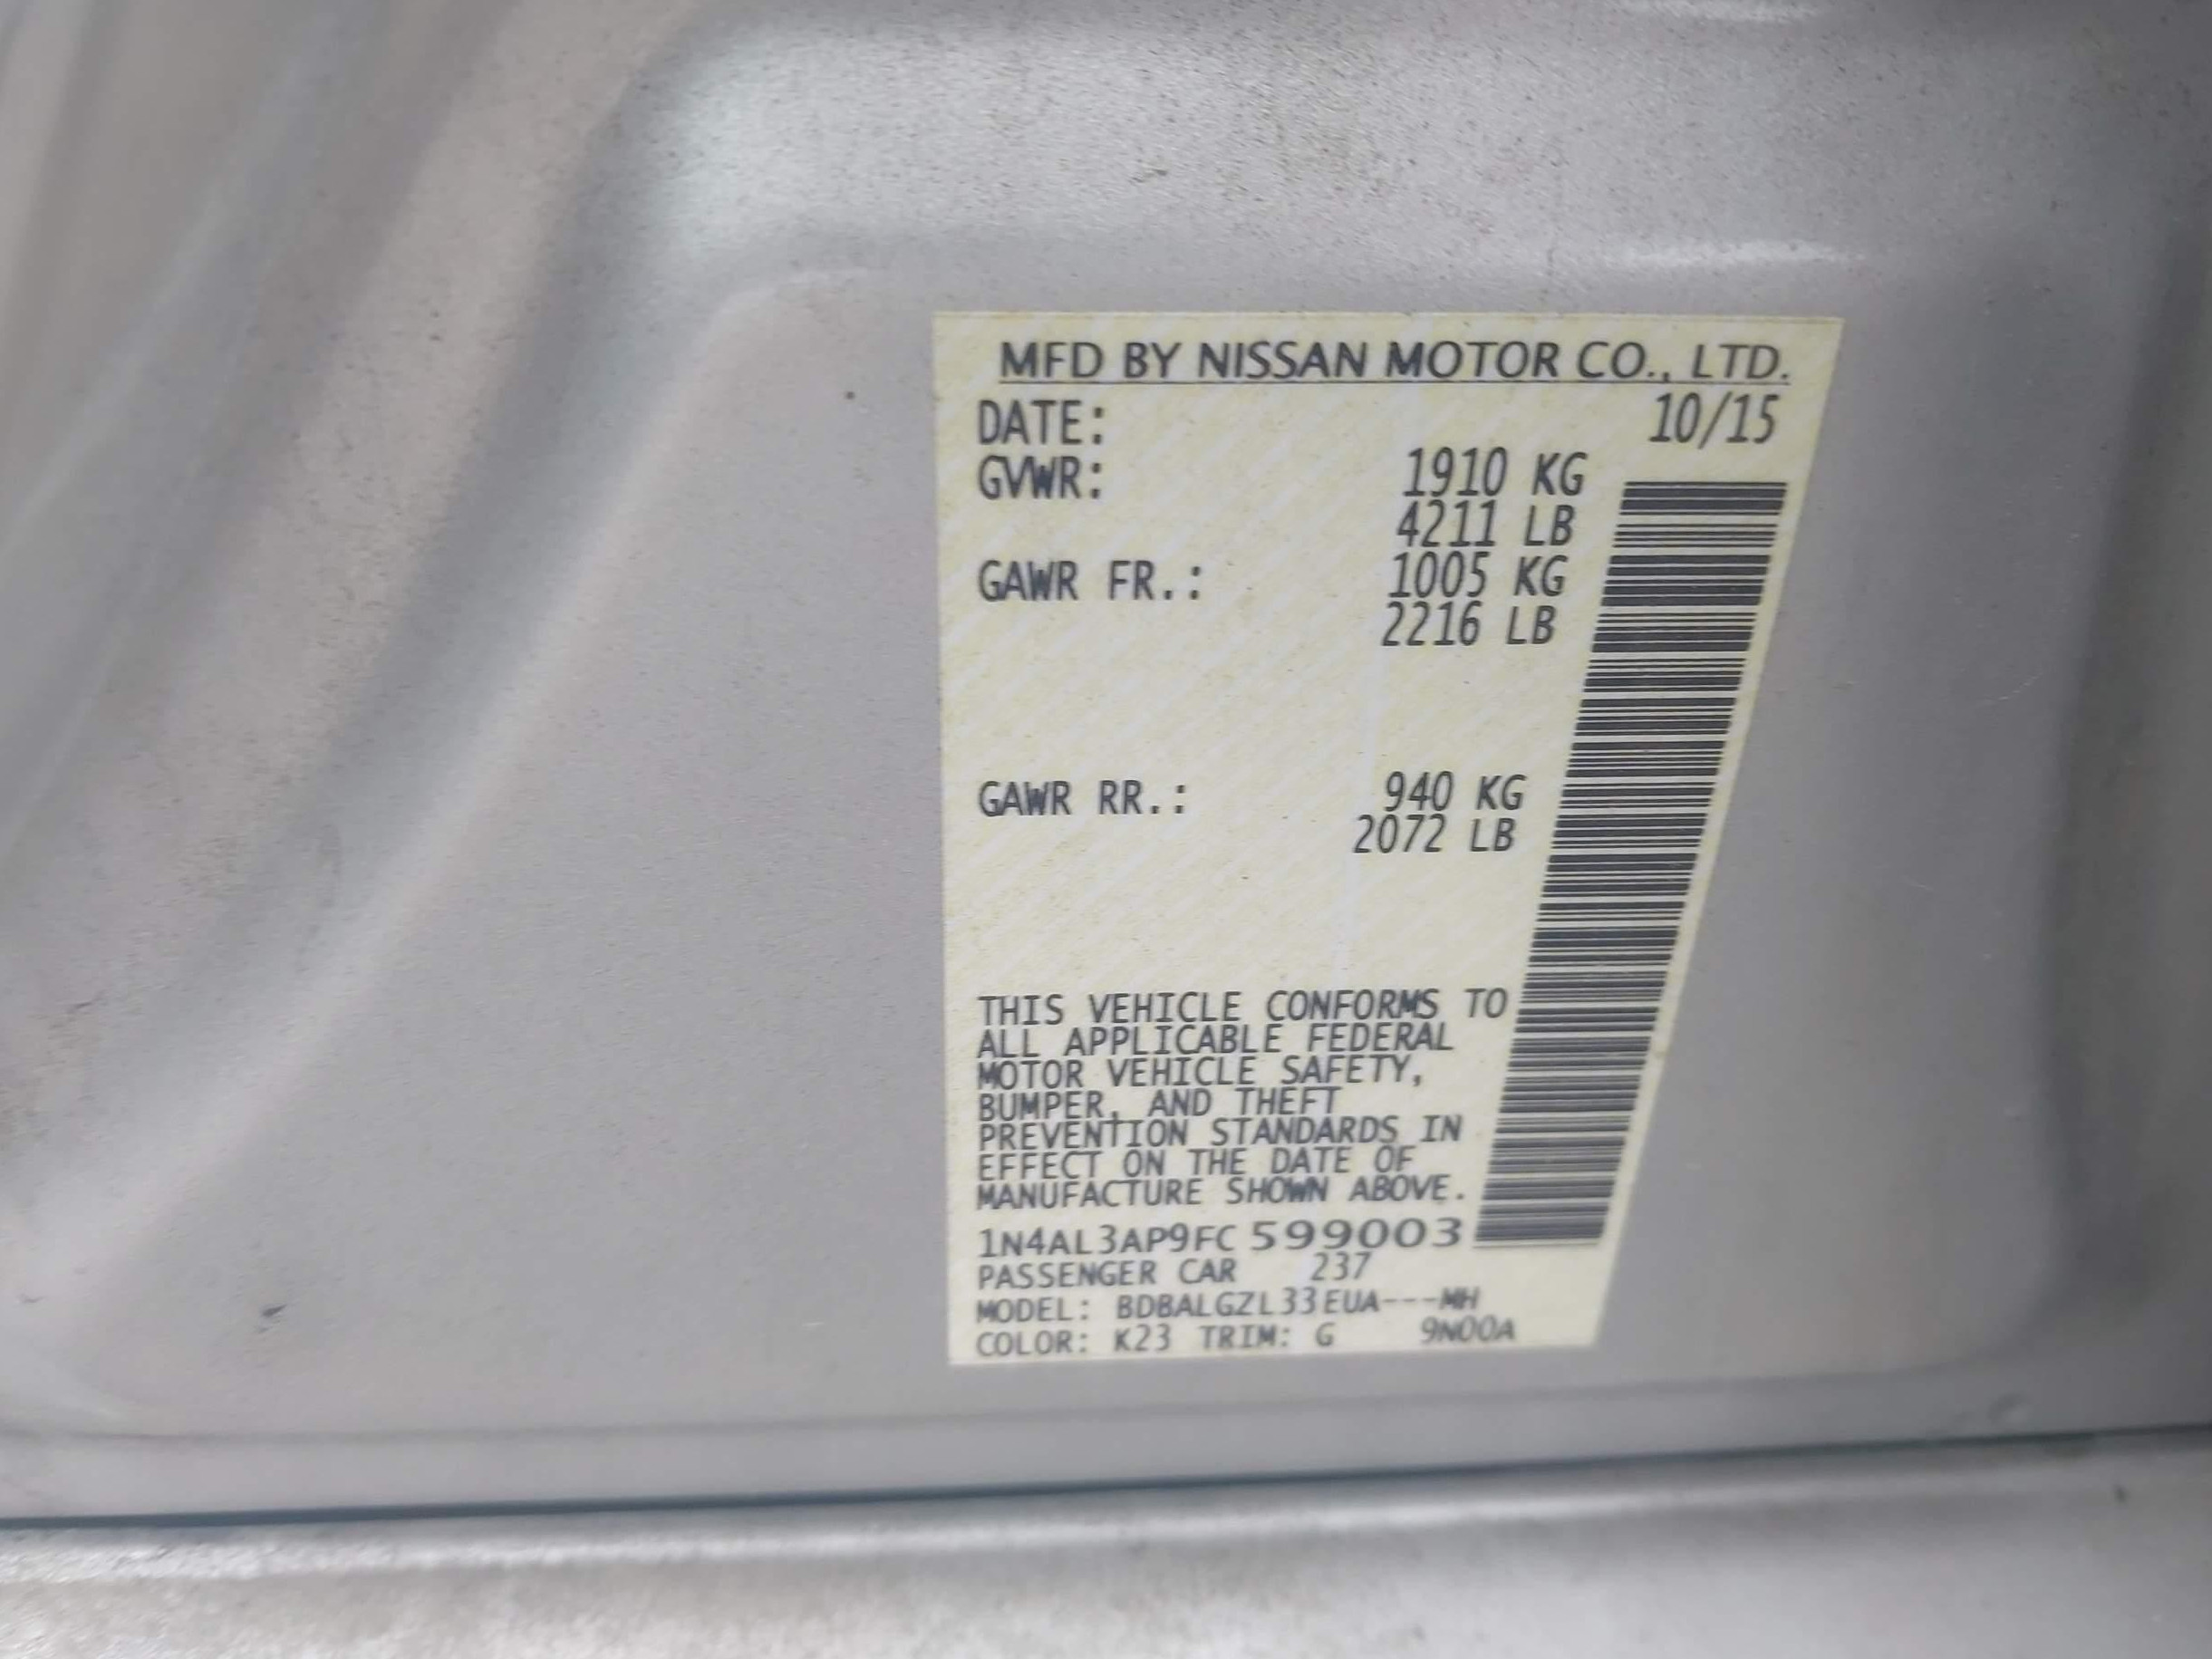 MFD BY NISSAN MOTOR CO., LTD.
DATE: 10/15
GVWR: 1910 KG
4211 LB
GAWR FR.: 1005 KG
2216 LB
GAWR RR.: 940 KG
2072 LB
THIS VEHICLE CONFORMS TO
ALL APPLICABLE FEDERAL
MOTOR VEHICLE SAFETY,
BUMPER, AND THEFT
PREVENTION STANDARDS IN
EFFECT ON THE DATE OF
MANUFACTURE SHOWN ABOVE.
1N4AL3AP9FC 599003
PASSENGER CAR 237
MODEL: BDBALGZL33EUA---MH
COLOR: K23 TRIM: G 9N00A